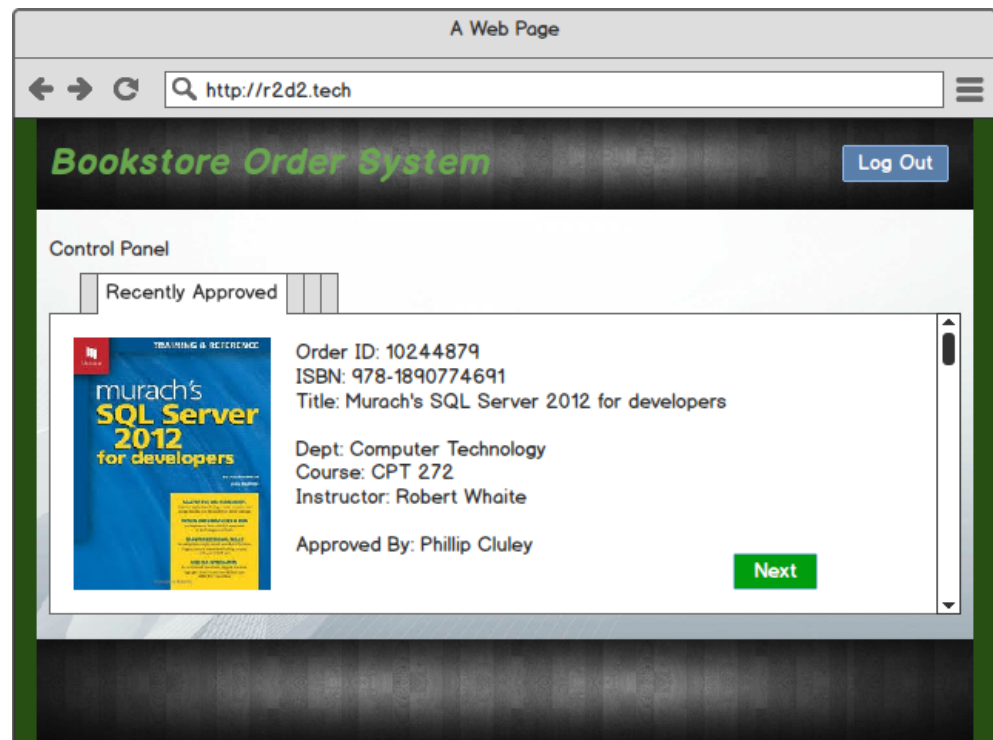 A Web Page
http://r2d2.tech
Bookstore Order System
Log Out
Control Panel
Recently Approved
TRAINING & REFERENCE
murach's
SQL Server
2012
for developers
Order ID: 10244879
ISBN: 978-1890774691
Title: Murach's SQL Server 2012 for developers
Dept: Computer Technology
Course: CPT 272
Instructor: Robert Whaite
Approved By: Phillip Cluley
Next